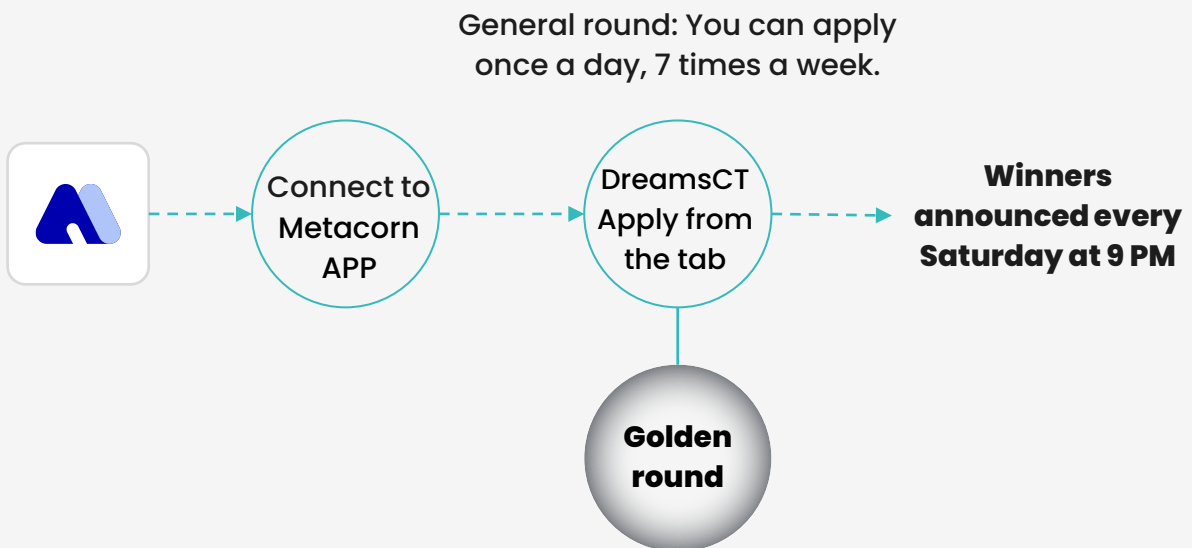 General round: You can apply
once a day, 7 times a week.
Connect to
Metacorn
APP
DreamsCT
Apply from
the tab
Winners
announced every
Saturday at 9 PM
Golden
round